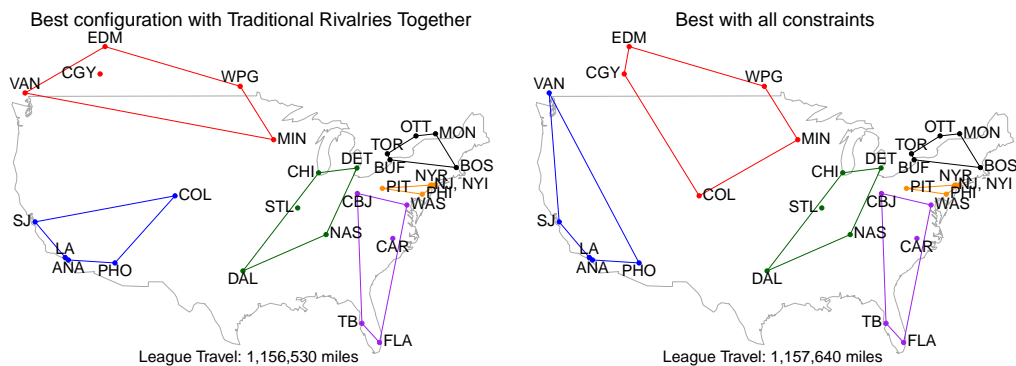 Best configuration with Traditional Rivalries Together
EDM
CGY
VAN
WPG
MIN
OTT
MON
TOR
BUF
BOS
DET
CHI
NYR
NJ, NYI
PIT
PHI
COL
STL
CBJ
WAS
SJ
NAS
CAR
LA
ANA
PHO
DAL
TB
FLA
League Travel: 1,156,530 miles
Best with all constraints
EDM
CGY
VAN
WPG
MIN
OTT
MON
TOR
BUF
BOS
DET
CHI
NYR
NJ, NYI
PIT
PHI
COL
STL
CBJ
WAS
SJ
NAS
CAR
LA
ANA
PHO
DAL
TB
FLA
League Travel: 1,157,640 miles